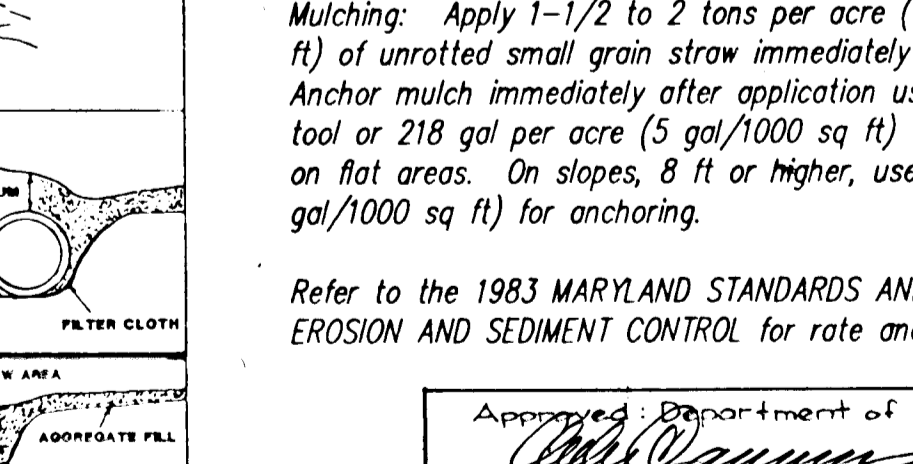 Mulching: Apply 1-1/2 to 2 tons per acre (
ft) of unrotted small grain straw immediately
Anchor mulch immediately after application us
tool or 218 gal per acre (5 gal/1000 sq ft)
on flat areas. On slopes, 8 ft or higher, use
gal/1000 sq ft) for anchoring.
Refer to the 1983 MARYLAND STANDARDS AN
EROSION AND SEDIMENT CONTROL for rate an
UM
FILTER CLOTH
W AREA
AGGREGATE FILL
Approved: Department of